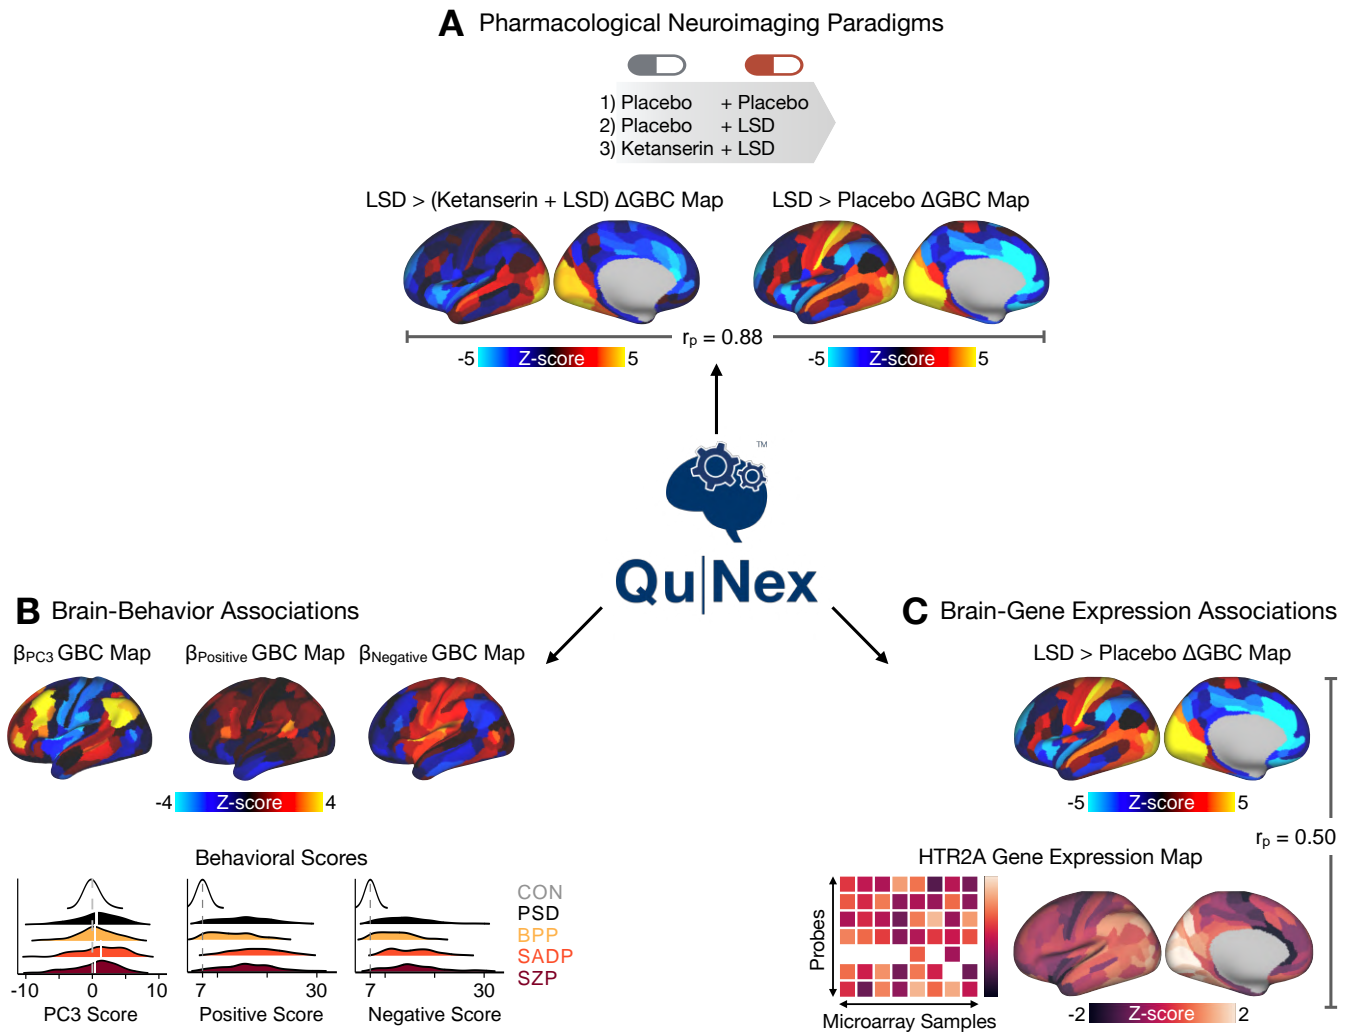 A Pharmacological Neuroimaging Paradigms
1) Placebo + Placebo
2) Placebo + LSD
3) Ketanserin + LSD
LSD > (Ketanserin + LSD) ΔGBC Map
LSD > Placebo ΔGBC Map
rₚ = 0.88
-5 Z-score 5
-5 Z-score 5
TM
Qu|Nex
B Brain-Behavior Associations
βPC3 GBC Map
βPositive GBC Map
βNegative GBC Map
-4 Z-score 4
Behavioral Scores
CON
PSD
BPP
SADP
SZP
-10 0 10
PC3 Score
7 30
Positive Score
7 30
Negative Score
C Brain-Gene Expression Associations
LSD > Placebo ΔGBC Map
-5 Z-score 5
rₚ = 0.50
HTR2A Gene Expression Map
Probes
Microarray Samples
-2 Z-score 2